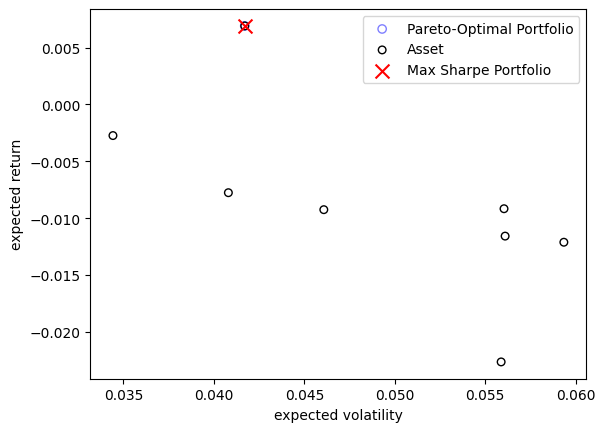 Pareto-Optimal Portfolio
Asset
Max Sharpe Portfolio
expected return
0.005
0.000
−0.005
−0.010
−0.015
−0.020
0.035
0.040
0.045
0.050
0.055
0.060
expected volatility